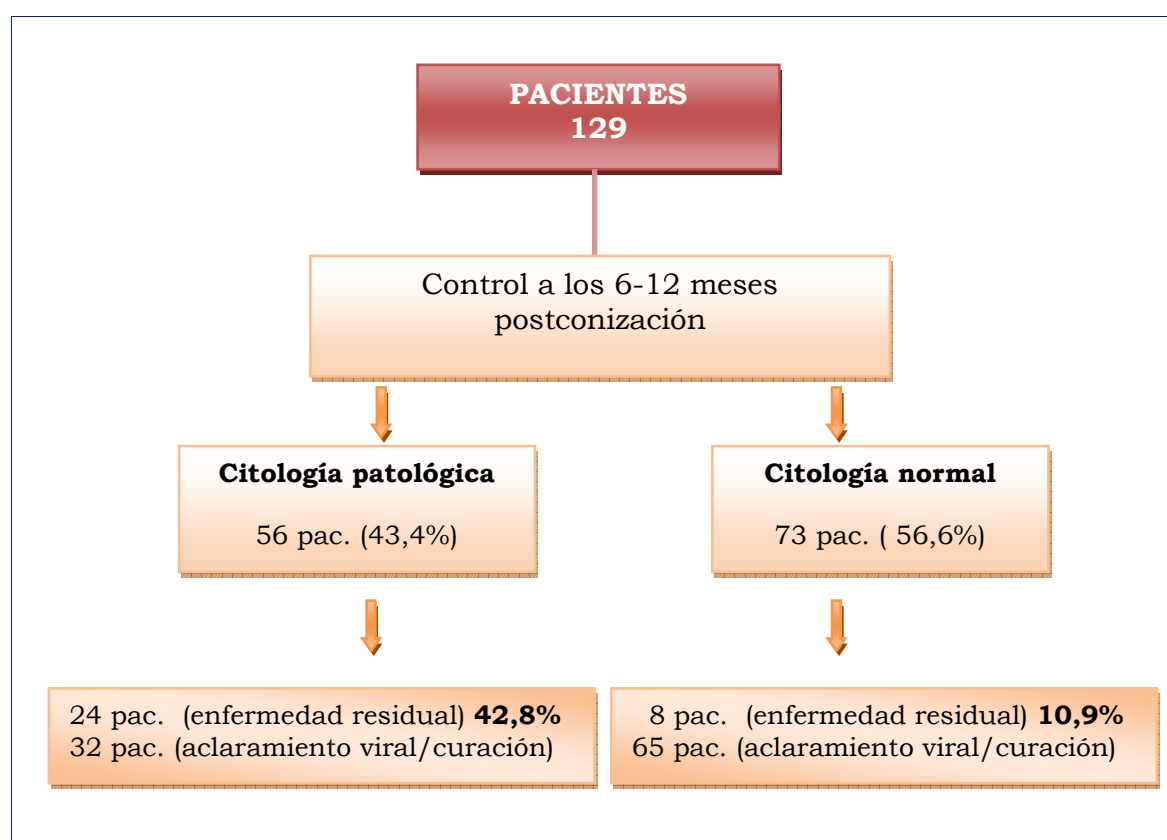 PACIENTES
129
Control a los 6-12 meses
postconización
Citología patológica
56 pac. (43,4%)
Citología normal
73 pac. ( 56,6%)
24 pac. (enfermedad residual) 42,8%
32 pac. (aclaramiento viral/curación)
8 pac. (enfermedad residual) 10,9%
65 pac. (aclaramiento viral/curación)